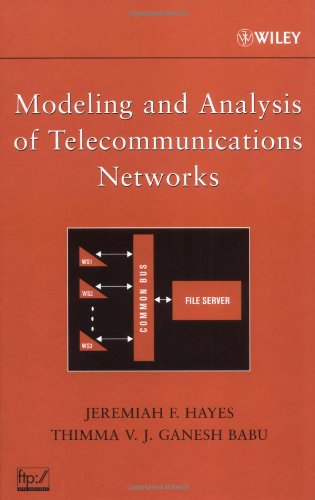 WILEY
Modeling and Analysis
of Telecommunications
Networks
WS1
WS2
WS3
COMMON BUS
FILE SERVER
JEREMIAH F. HAYES
THIMMA V. J. GANESH BABU
ftp://